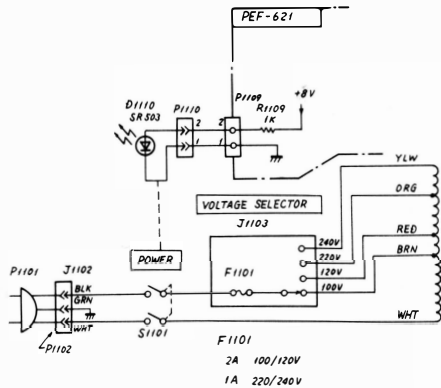 PEF-621
+8V
D1110
SR503
P1110
P1109
R1109
1K
2
2
1
1
YLW
ORG
VOLTAGE SELECTOR
J1103
RED
240V
220V
BRN
POWER
120V
P1101
J1102
F1101
100V
BLK
GRN
WHT
WHT
P1102
S1101
F1101
2A 100/120V
1A 220/240V